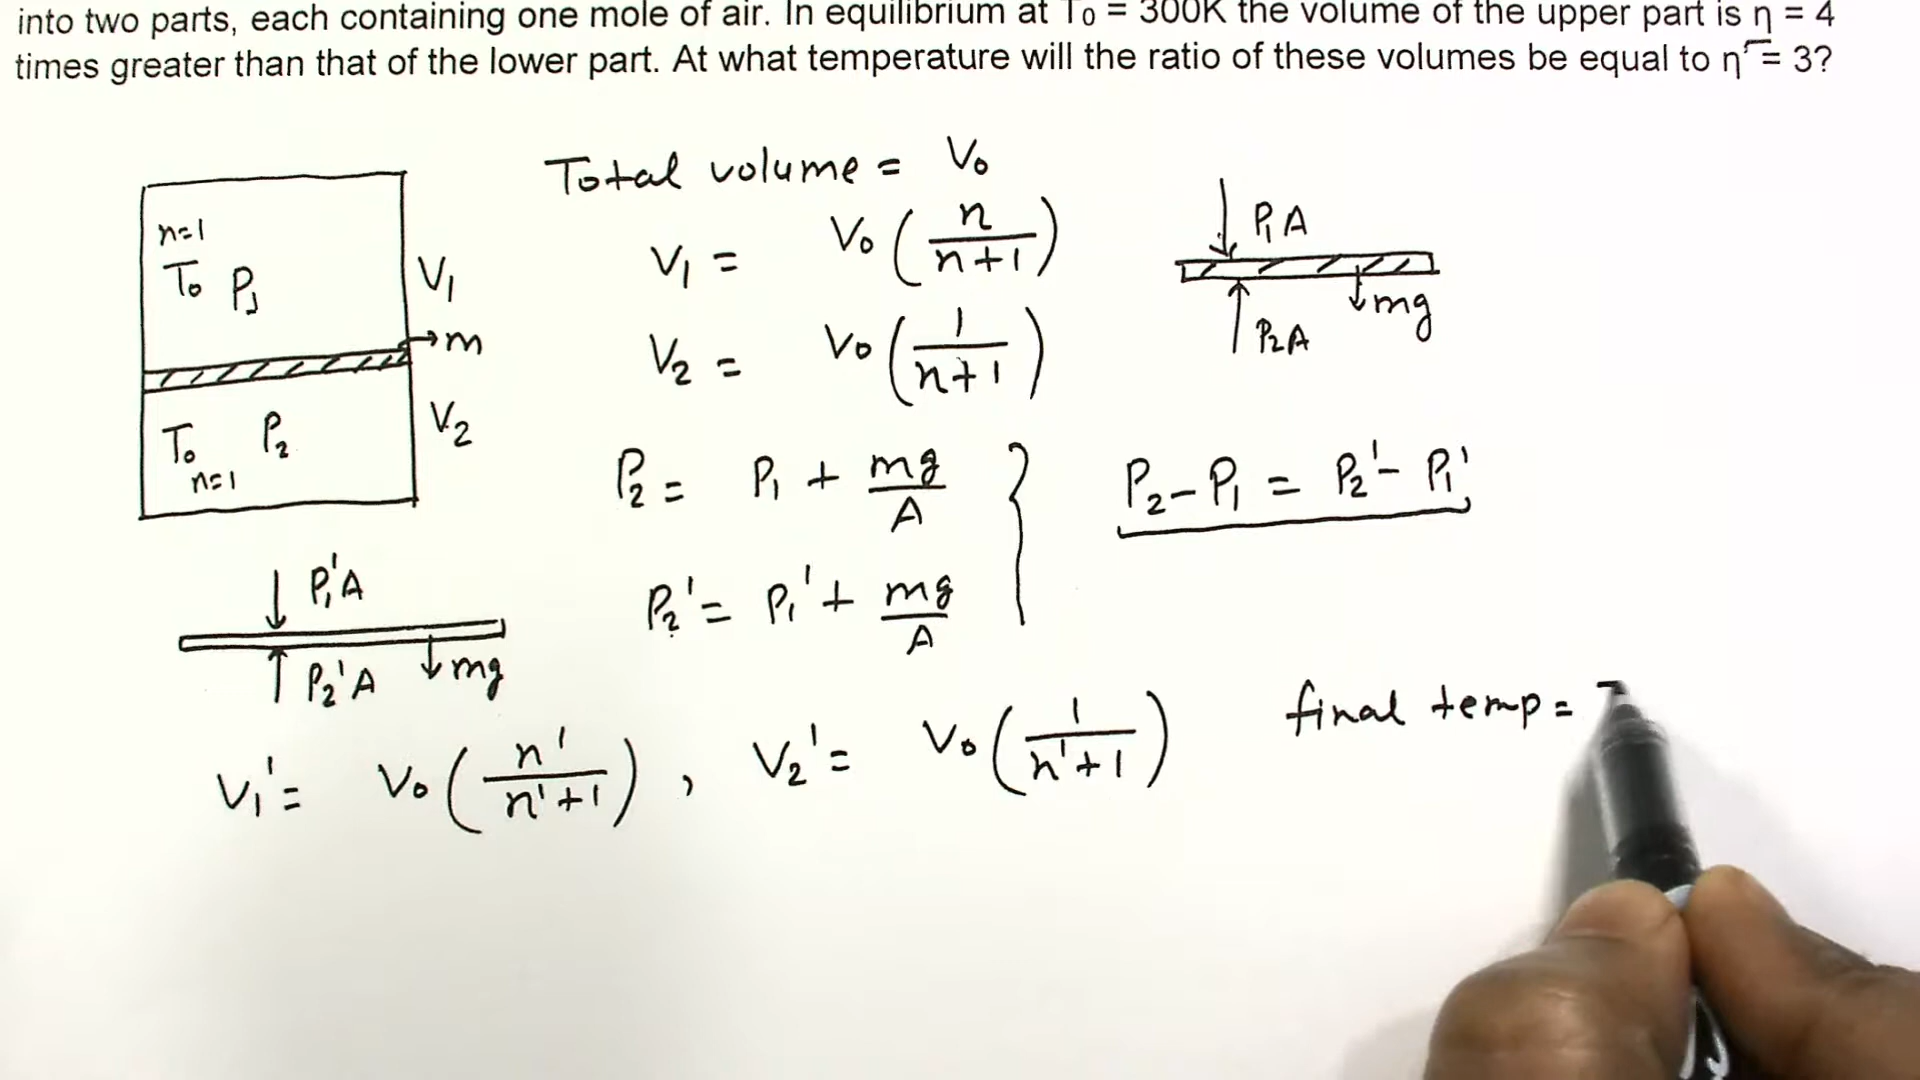 into two parts, each containing one mole of air. In equilibrium at T₀ = 300K the volume of the upper part is η = 4
times greater than that of the lower part. At what temperature will the ratio of these volumes be equal to η' = 3?
Total volume = V₀
n=1
T₀ P₁
V₁
→m
T₀ P₂
n=1
V₂
V₁ = V₀(n/(n+1))
V₂ = V₀(1/(n+1))
P₁A
mg
P₂A
P₂ = P₁ + mg/A
P₂' = P₁' + mg/A
P₂-P₁ = P₂'-P₁'
P₁'A
P₂'A
mg
V₁' = V₀(n'/(n'+1)), V₂' = V₀(1/(n'+1))
final temp =